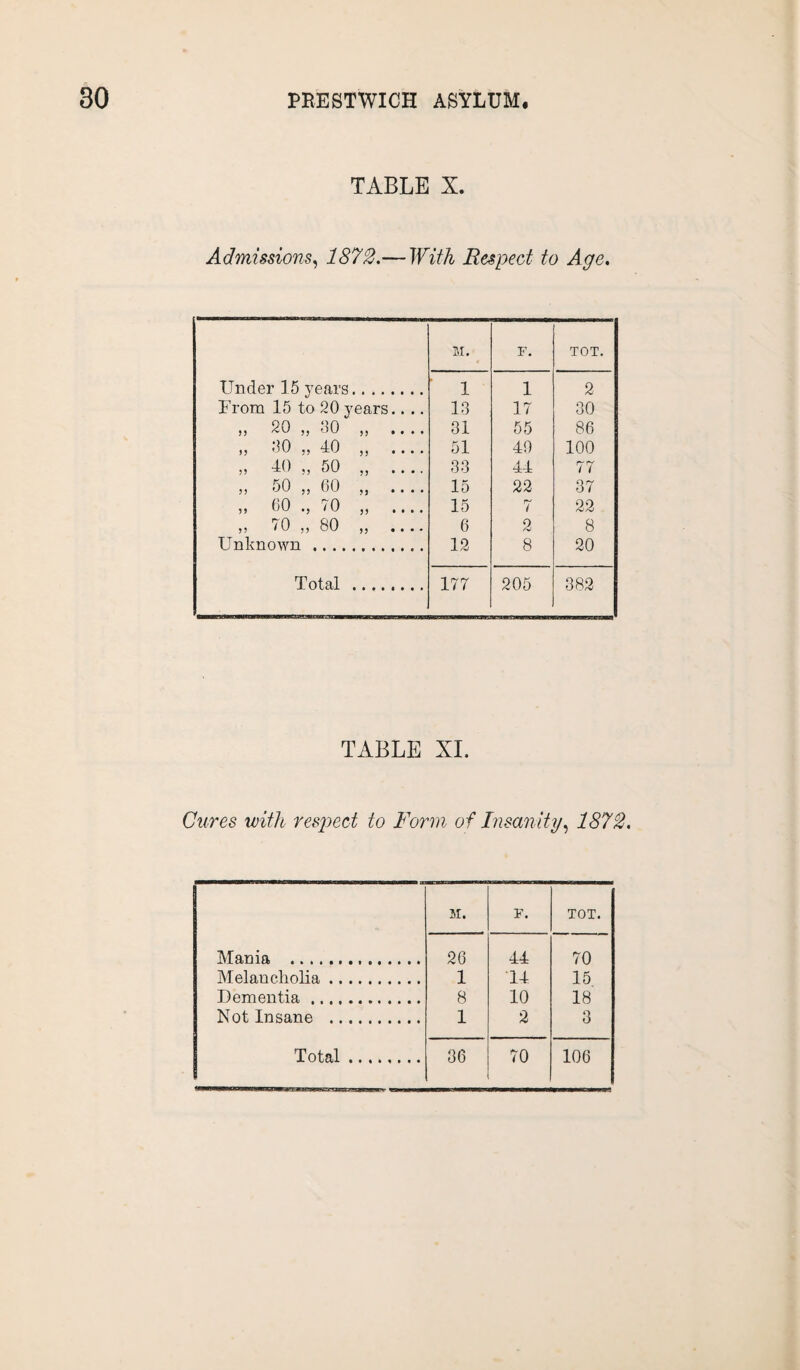 30 PRESTWICH ASYLUM.
TABLE X.
Admissions, 1872.—With Respect to Age.
M. F. TOT.
Under 15 years........ 1 1 2
From 15 to 20 years.... 13 17 30
„ 20 „ 30 „ .... 31 55 86
„ 30 „ 40 „ .... 51 49 100
„ 40 „ 50 „ .... 33 44 77
„ 50 „ 60 „ .... 15 22 37
„ 60 „ 70 „ .... 15 7 22
„ 70 „ 80 „ .... 6 2 8
Unknown ............ 12 8 20
Total ........ 177 205 382
TABLE XI.
Cures with respect to Form of Insanity, 1872.
M. F. TOT.
Mania .............. 26 44 70
Melancholia ........... 1 14 15
Dementia ............. 8 10 18
Not Insane ........... 1 2 3
Total ........ 36 70 106